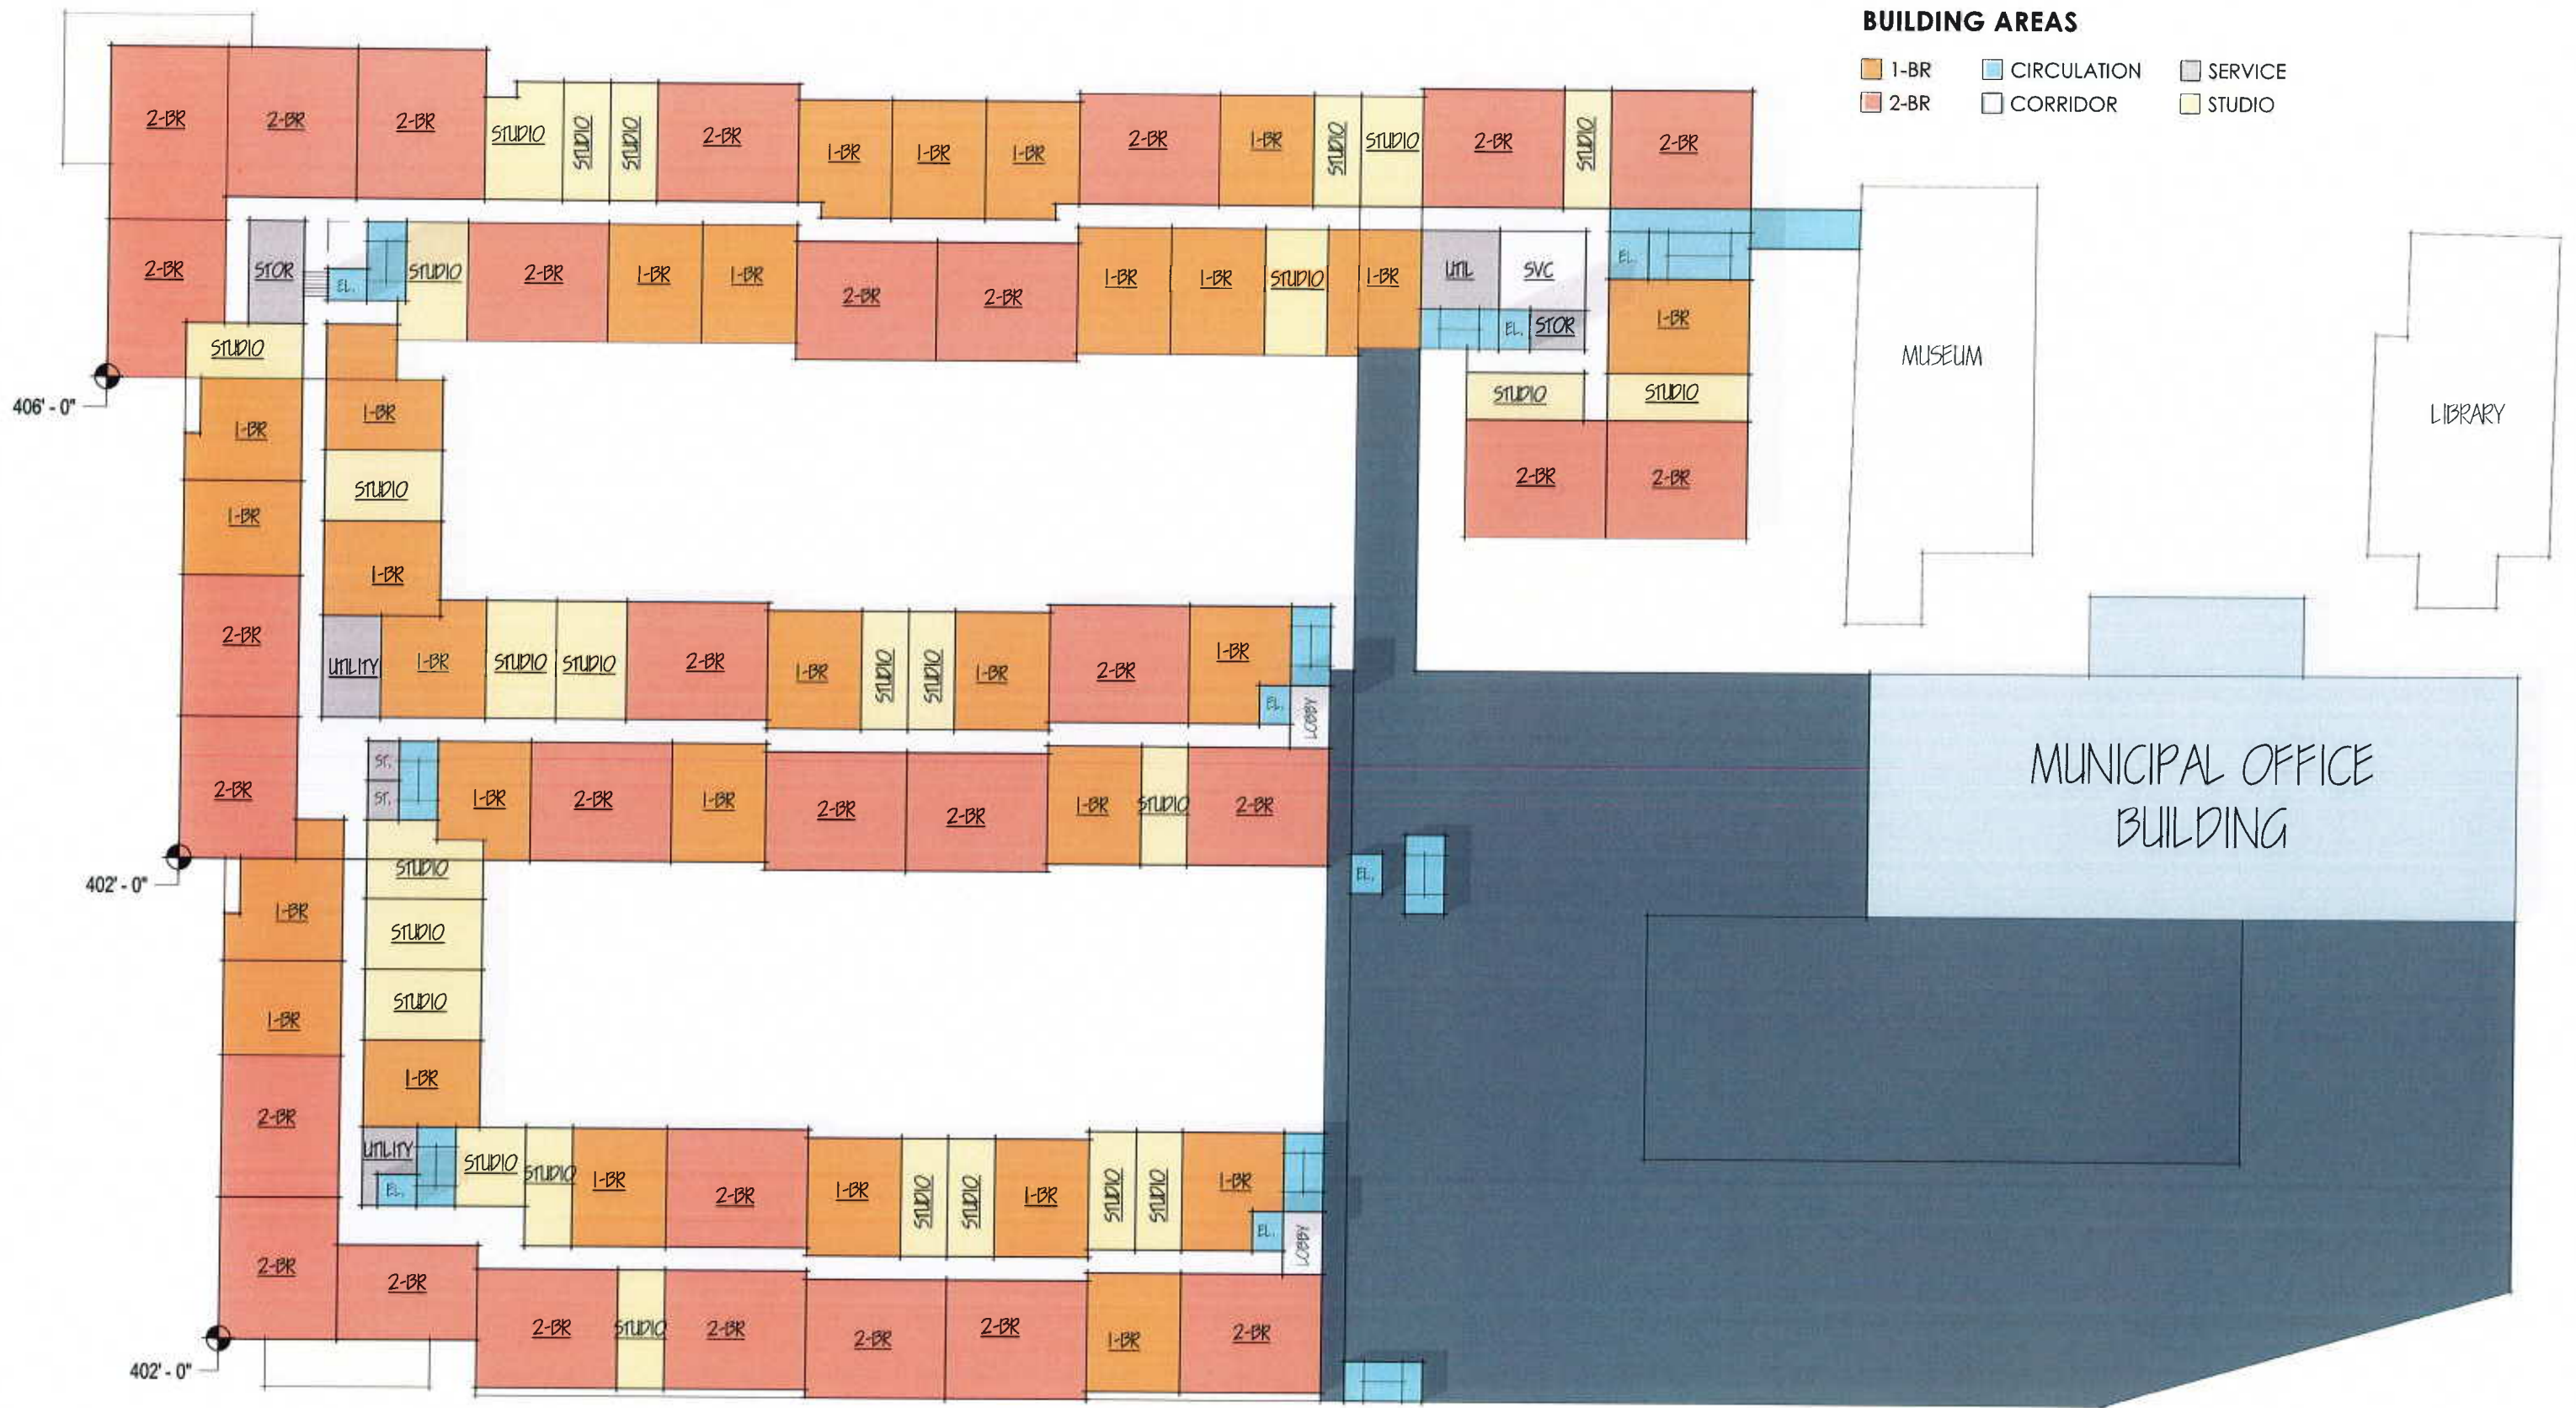 BUILDING AREAS
1-BR CIRCULATION SERVICE
2-BR CORRIDOR STUDIO
2-BR 2-BR 2-BR STUDIO STUDIO STUDIO 2-BR 1-BR 1-BR 1-BR 2-BR 1-BR STUDIO STUDIO 2-BR STUDIO 2-BR
2-BR STOR EL. STUDIO 2-BR 1-BR 1-BR 2-BR 2-BR 1-BR 1-BR STUDIO 1-BR UTIL SVC EL.
EL. STOR 1-BR
STUDIO
MUSEUM
406' - 0"
1-BR 1-BR
STUDIO STUDIO
LIBRARY
1-BR STUDIO
2-BR 2-BR
1-BR
2-BR UTILITY 1-BR STUDIO STUDIO 2-BR 1-BR STUDIO STUDIO 1-BR 2-BR 1-BR
EL. LOBBY
ST.
ST.
2-BR 1-BR 2-BR 1-BR 2-BR 2-BR 1-BR STUDIO 2-BR
MUNICIPAL OFFICE
BUILDING
402' - 0"
STUDIO
EL.
1-BR STUDIO
1-BR STUDIO
1-BR
2-BR UTILITY STUDIO STUDIO 1-BR 2-BR 1-BR STUDIO STUDIO 1-BR STUDIO STUDIO 1-BR
EL. EL. LOBBY
2-BR 2-BR
2-BR STUDIO 2-BR 2-BR 2-BR 1-BR 2-BR
402' - 0"